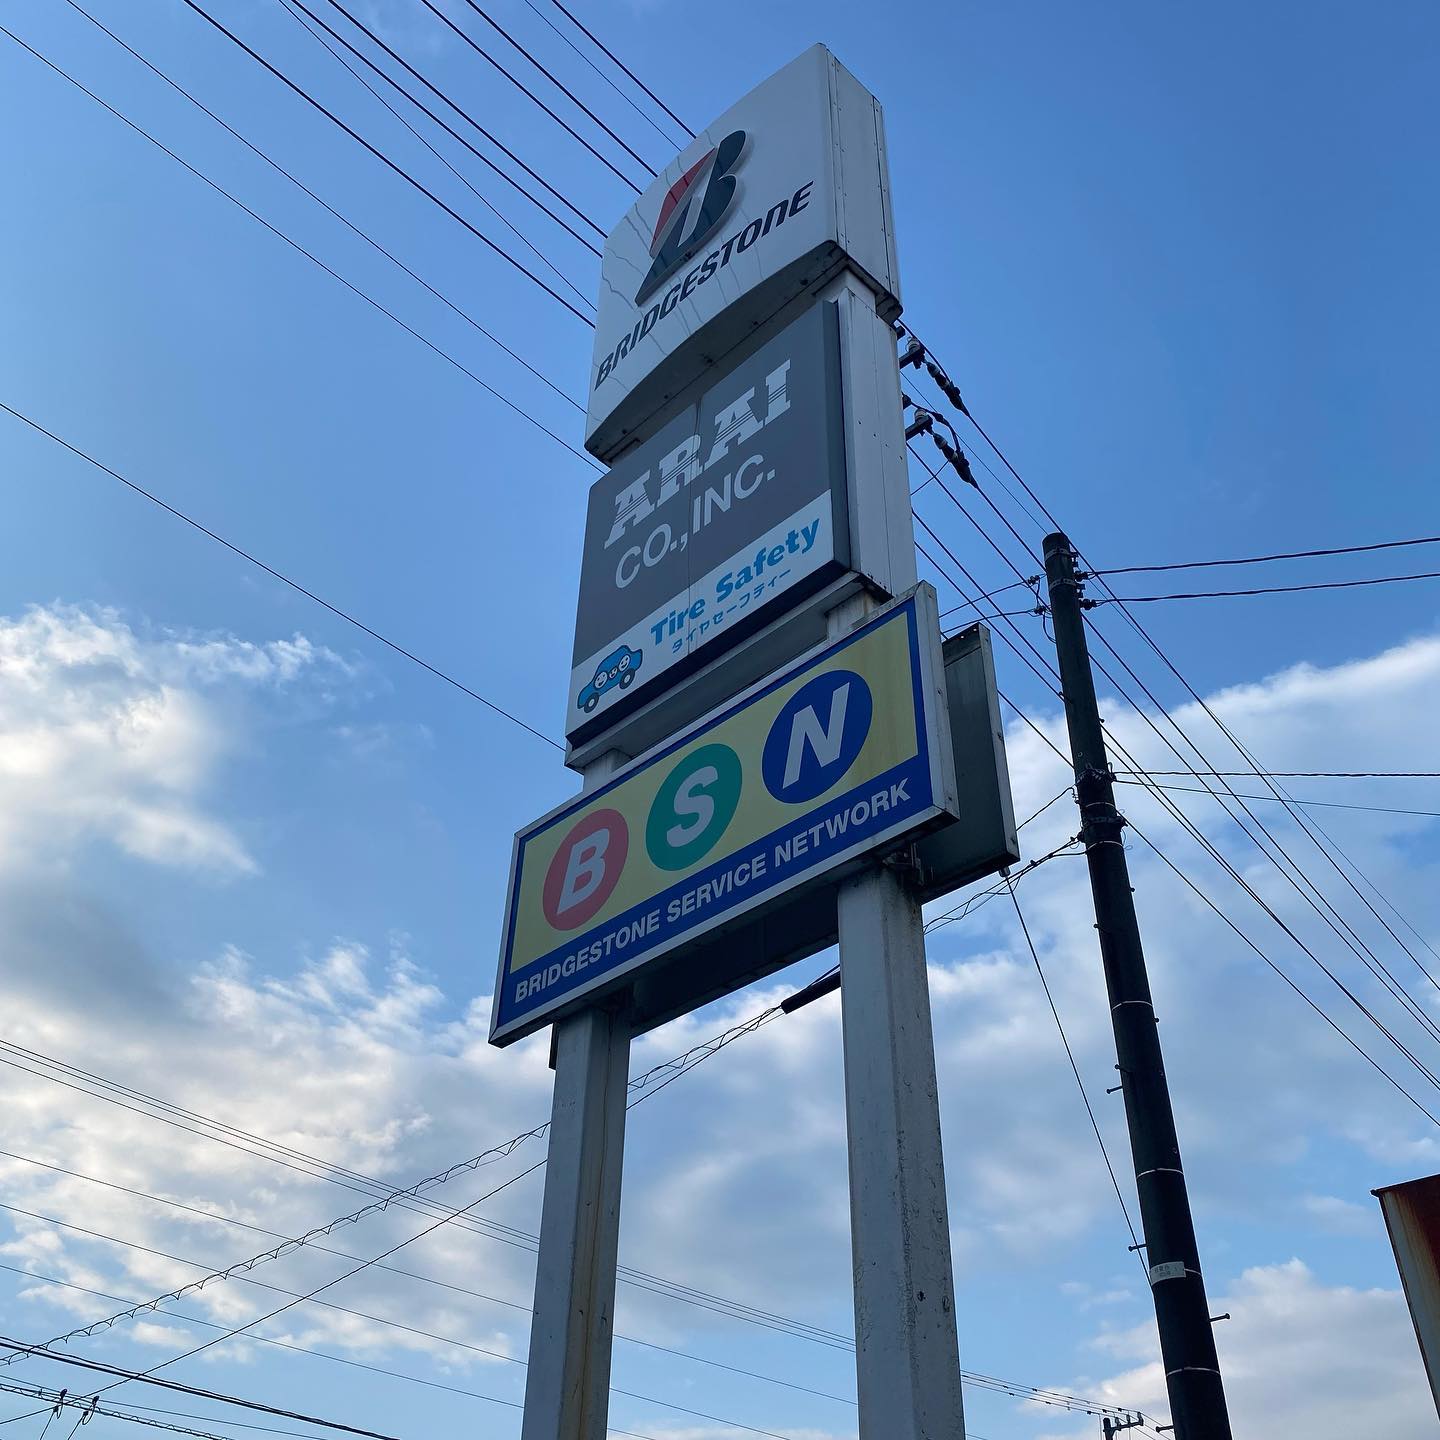 B
BRIDGESTONE
ARAI
CO., INC.
Tire Safety
タイヤセーフティー
B S N
BRIDGESTONE SERVICE NETWORK